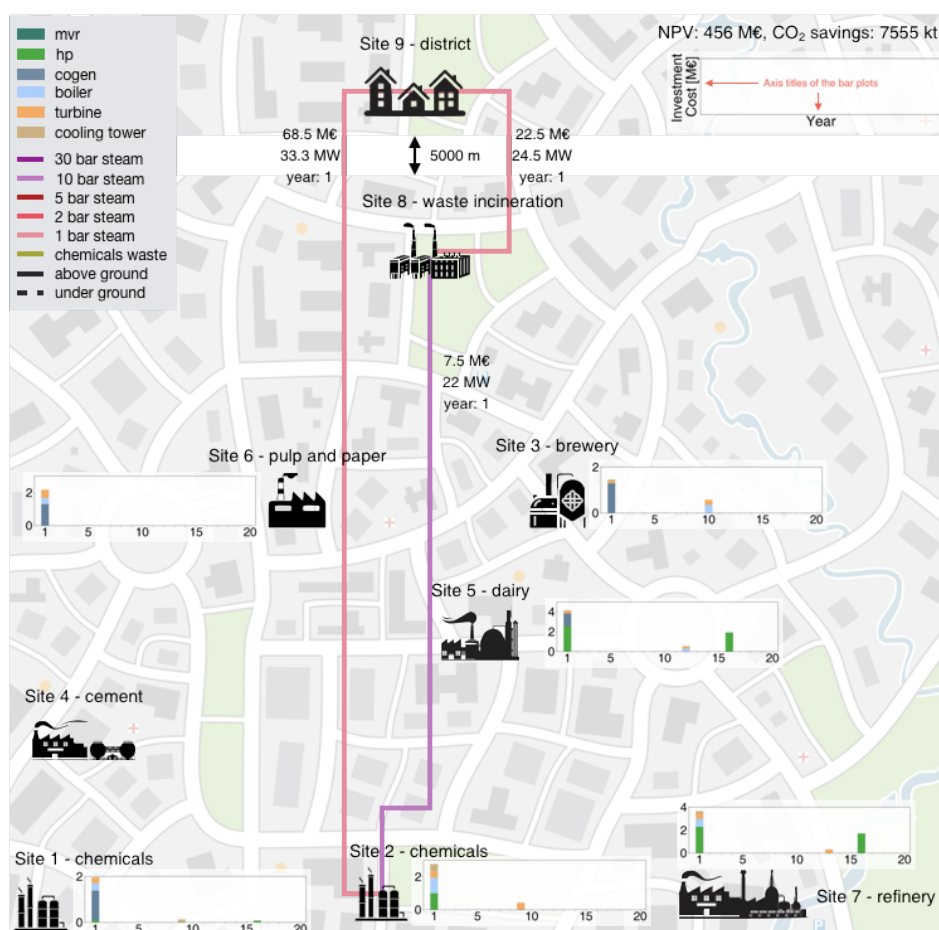 mvr
hp
cogen
boiler
turbine
cooling tower
30 bar steam
10 bar steam
5 bar steam
2 bar steam
1 bar steam
chemicals waste
above ground
under ground
Site 9 - district
NPV: 456 M€, CO₂ savings: 7555 kt
Investment
Cost [M€]
Axis titles of the bar plots
Year
68.5 M€
33.3 MW
year: 1
5000 m
22.5 M€
24.5 MW
year: 1
Site 8 - waste incineration
7.5 M€
22 MW
year: 1
Site 6 - pulp and paper
2
0
1 5 10 15 20
Site 3 - brewery
2
0
1 5 10 15 20
Site 5 - dairy
4
2
0
1 5 10 15 20
Site 4 - cement
Site 1 - chemicals
2
0
1 5 10 15 20
Site 2 - chemicals
2
0
1 5 10 15 20
4
2
0
1 5 10 15 20
Site 7 - refinery
P